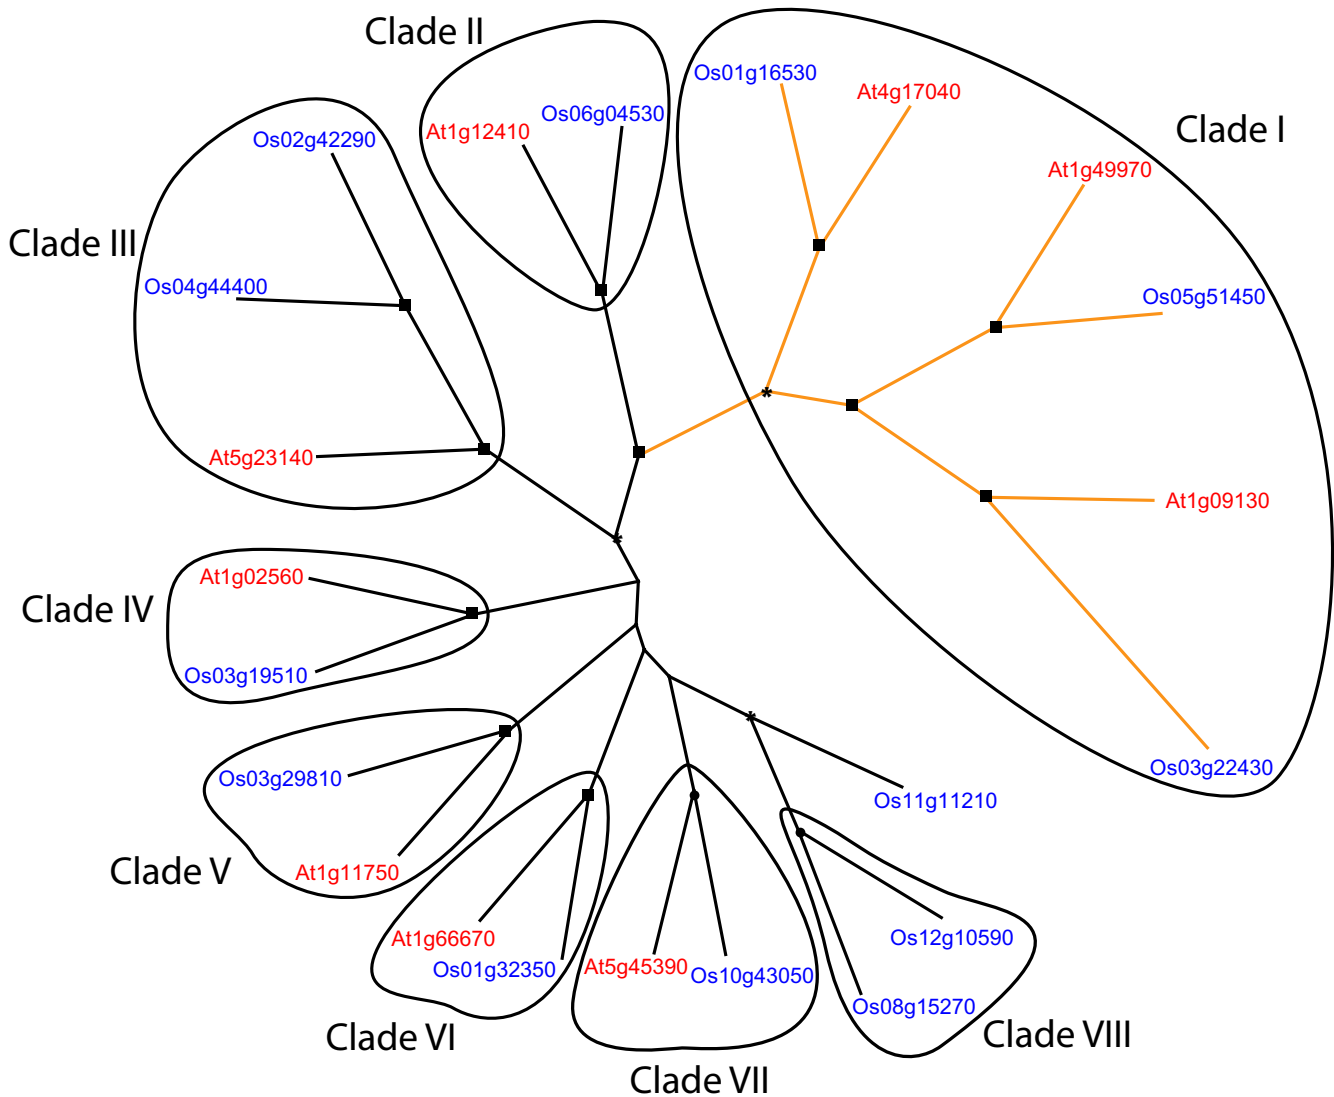 Clade II
Os01g16530
At4g17040
Os06g04530
At1g12410
Clade I
Os02g42290
At1g49970
Clade III
Os04g44400
Os05g51450
At5g23140
At1g09130
At1g02560
Clade IV
Os03g19510
Os03g22430
Os03g29810
Os11g11210
Clade V
At1g11750
At1g66670
Os12g10590
Os01g32350
At5g45390
Os10g43050
Os08g15270
Clade VI
Clade VIII
Clade VII